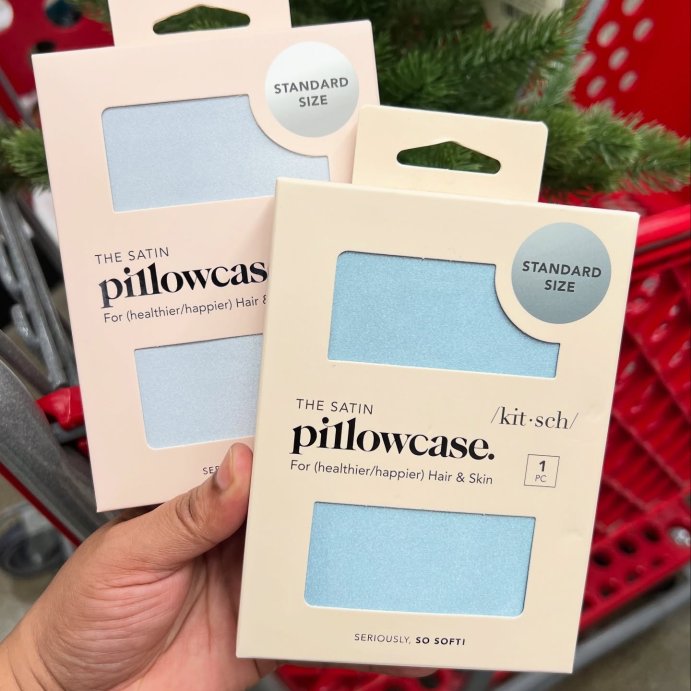 STANDARD
SIZE
THE SATIN
pillowcas
For (healthier/happier) Hair &
SER
STANDARD
SIZE
THE SATIN
/kit·sch/
pillowcase.
For (healthier/happier) Hair & Skin
1
PC
SERIOUSLY, SO SOFT!